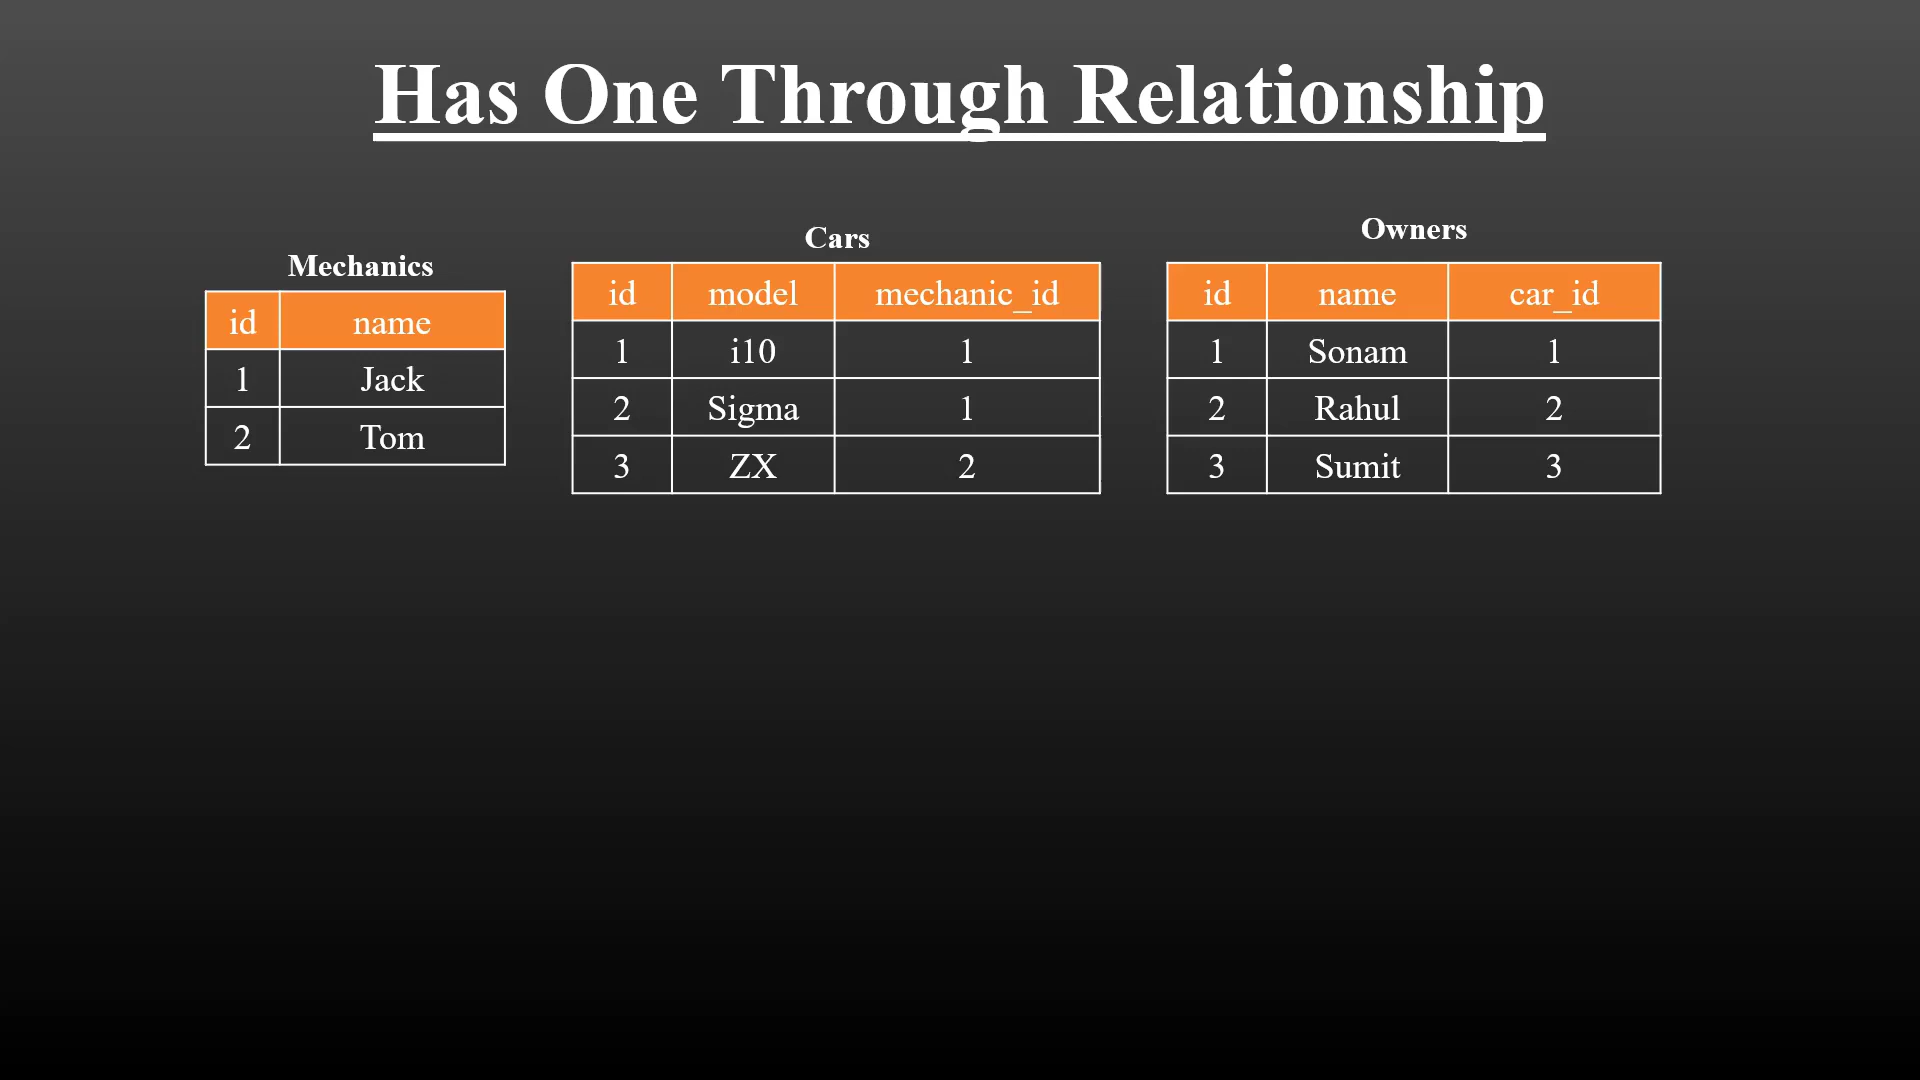 Has One Through Relationship
Mechanics
id name
1 Jack
2 Tom
Cars
id model mechanic_id
1 i10 1
2 Sigma 1
3 ZX 2
Owners
id name car_id
1 Sonam 1
2 Rahul 2
3 Sumit 3